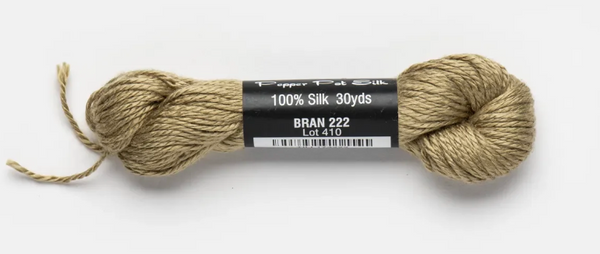 Pepper Pot Silk
100% Silk 30yds
BRAN 222
Lot 410